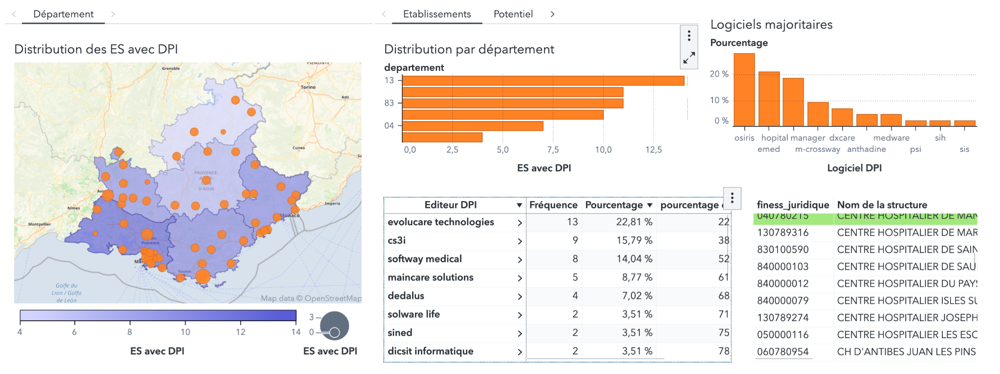 Département
Etablissements
Potentiel
Distribution des ES avec DPI
Grenoble
PIEMONTE
Torino
Asti
Cuneo
PROVENCE-
D'AZUR
Nîmes
Montpellier
Monaco
Imperia
Provence
Toulon
Golfe du
Lion / Golfo
de León
Map data © OpenStreetMap
4 6 8 10 12 14
ES avec DPI
3
0
ES avec DPI
Distribution par département
departement
13
83
04
0,0 2,5 5,0 7,5 10,0 12,5
ES avec DPI
Logiciels majoritaires
Pourcentage
20 %
10 %
0 %
osiris hopital manager dxcare medware sih
emed m-crossway anthadine psi sis
Logiciel DPI
Editeur DPI Fréquence Pourcentage pourcentage
evolucare technologies 13 22,81 % 22
cs3i 9 15,79 % 38
softway medical 8 14,04 % 52
maincare solutions 5 8,77 % 61
dedalus 4 7,02 % 68
solware life 2 3,51 % 71
sined 2 3,51 % 75
dicsit informatique 2 3,51 % 78
finess_juridique Nom de la structure
040780215 CENTRE HOSPITALIER DE MAN
130789316 CENTRE HOSPITALIER DE MAR
830100590 CENTRE HOSPITALIER DE SAIN
840000103 CENTRE HOSPITALIER DE SAU
840000012 CENTRE HOSPITALIER DU PAYS
840000079 CENTRE HOSPITALIER ISLES SU
130789274 CENTRE HOSPITALIER JOSEPH
050000116 CENTRE HOSPITALIER LES ESC
060780954 CH D'ANTIBES JUAN LES PINS